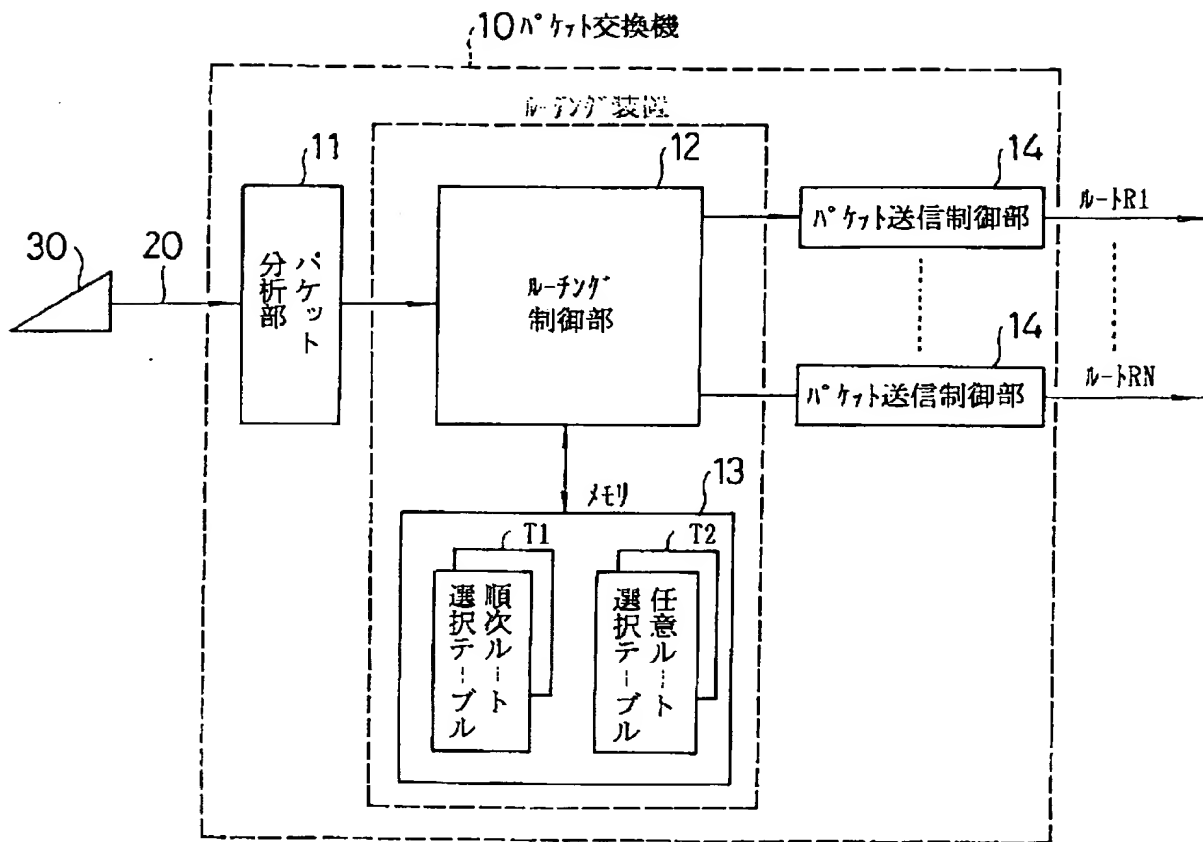 10 パケット交換機
ルーチング装置
11
12
14
30
20
パケット
分析部
ルーチング
制御部
パケット送信制御部
ルートR1
14
パケット送信制御部
ルートRN
メモリ
13
T1
T2
順次ルート
選択テーブル
任意ルート
選択テーブル